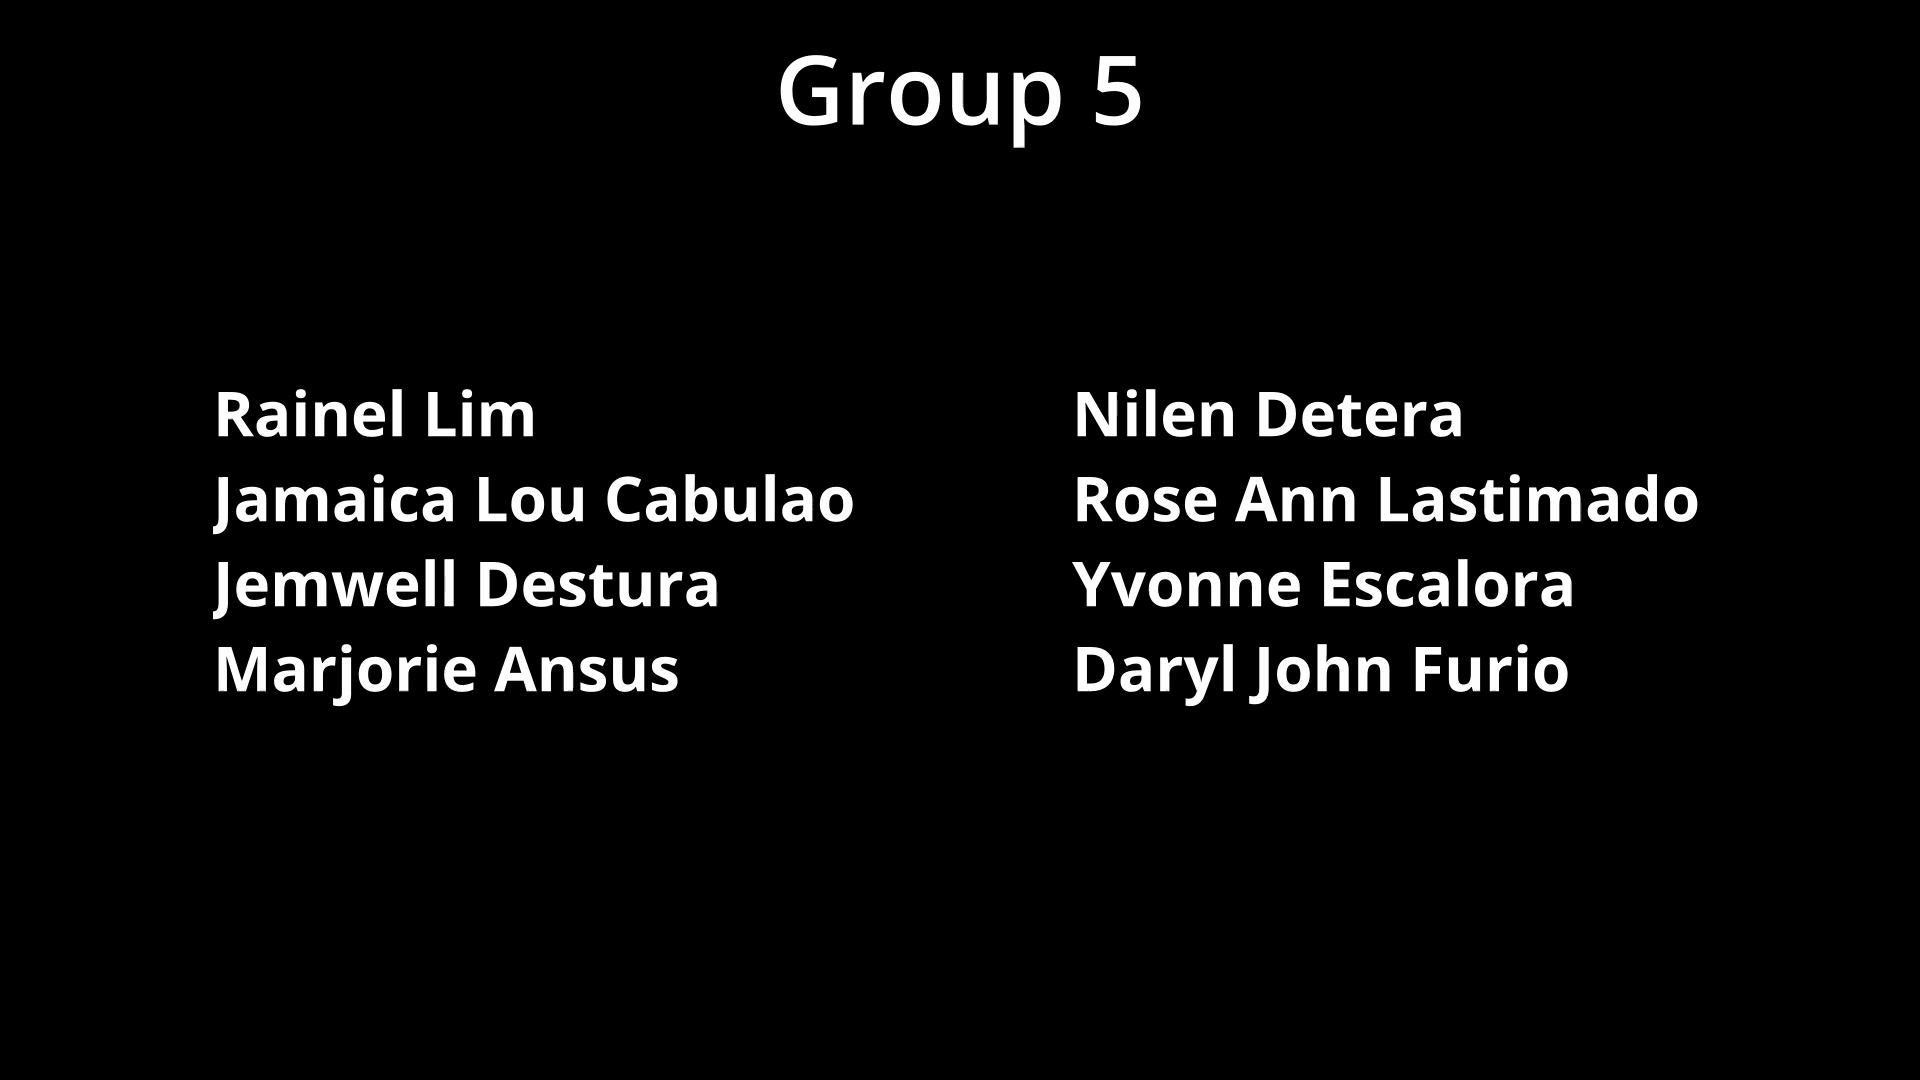 Group 5
Rainel Lim
Jamaica Lou Cabulao
Jemwell Destura
Marjorie Ansus
Nilen Detera
Rose Ann Lastimado
Yvonne Escalora
Daryl John Furio